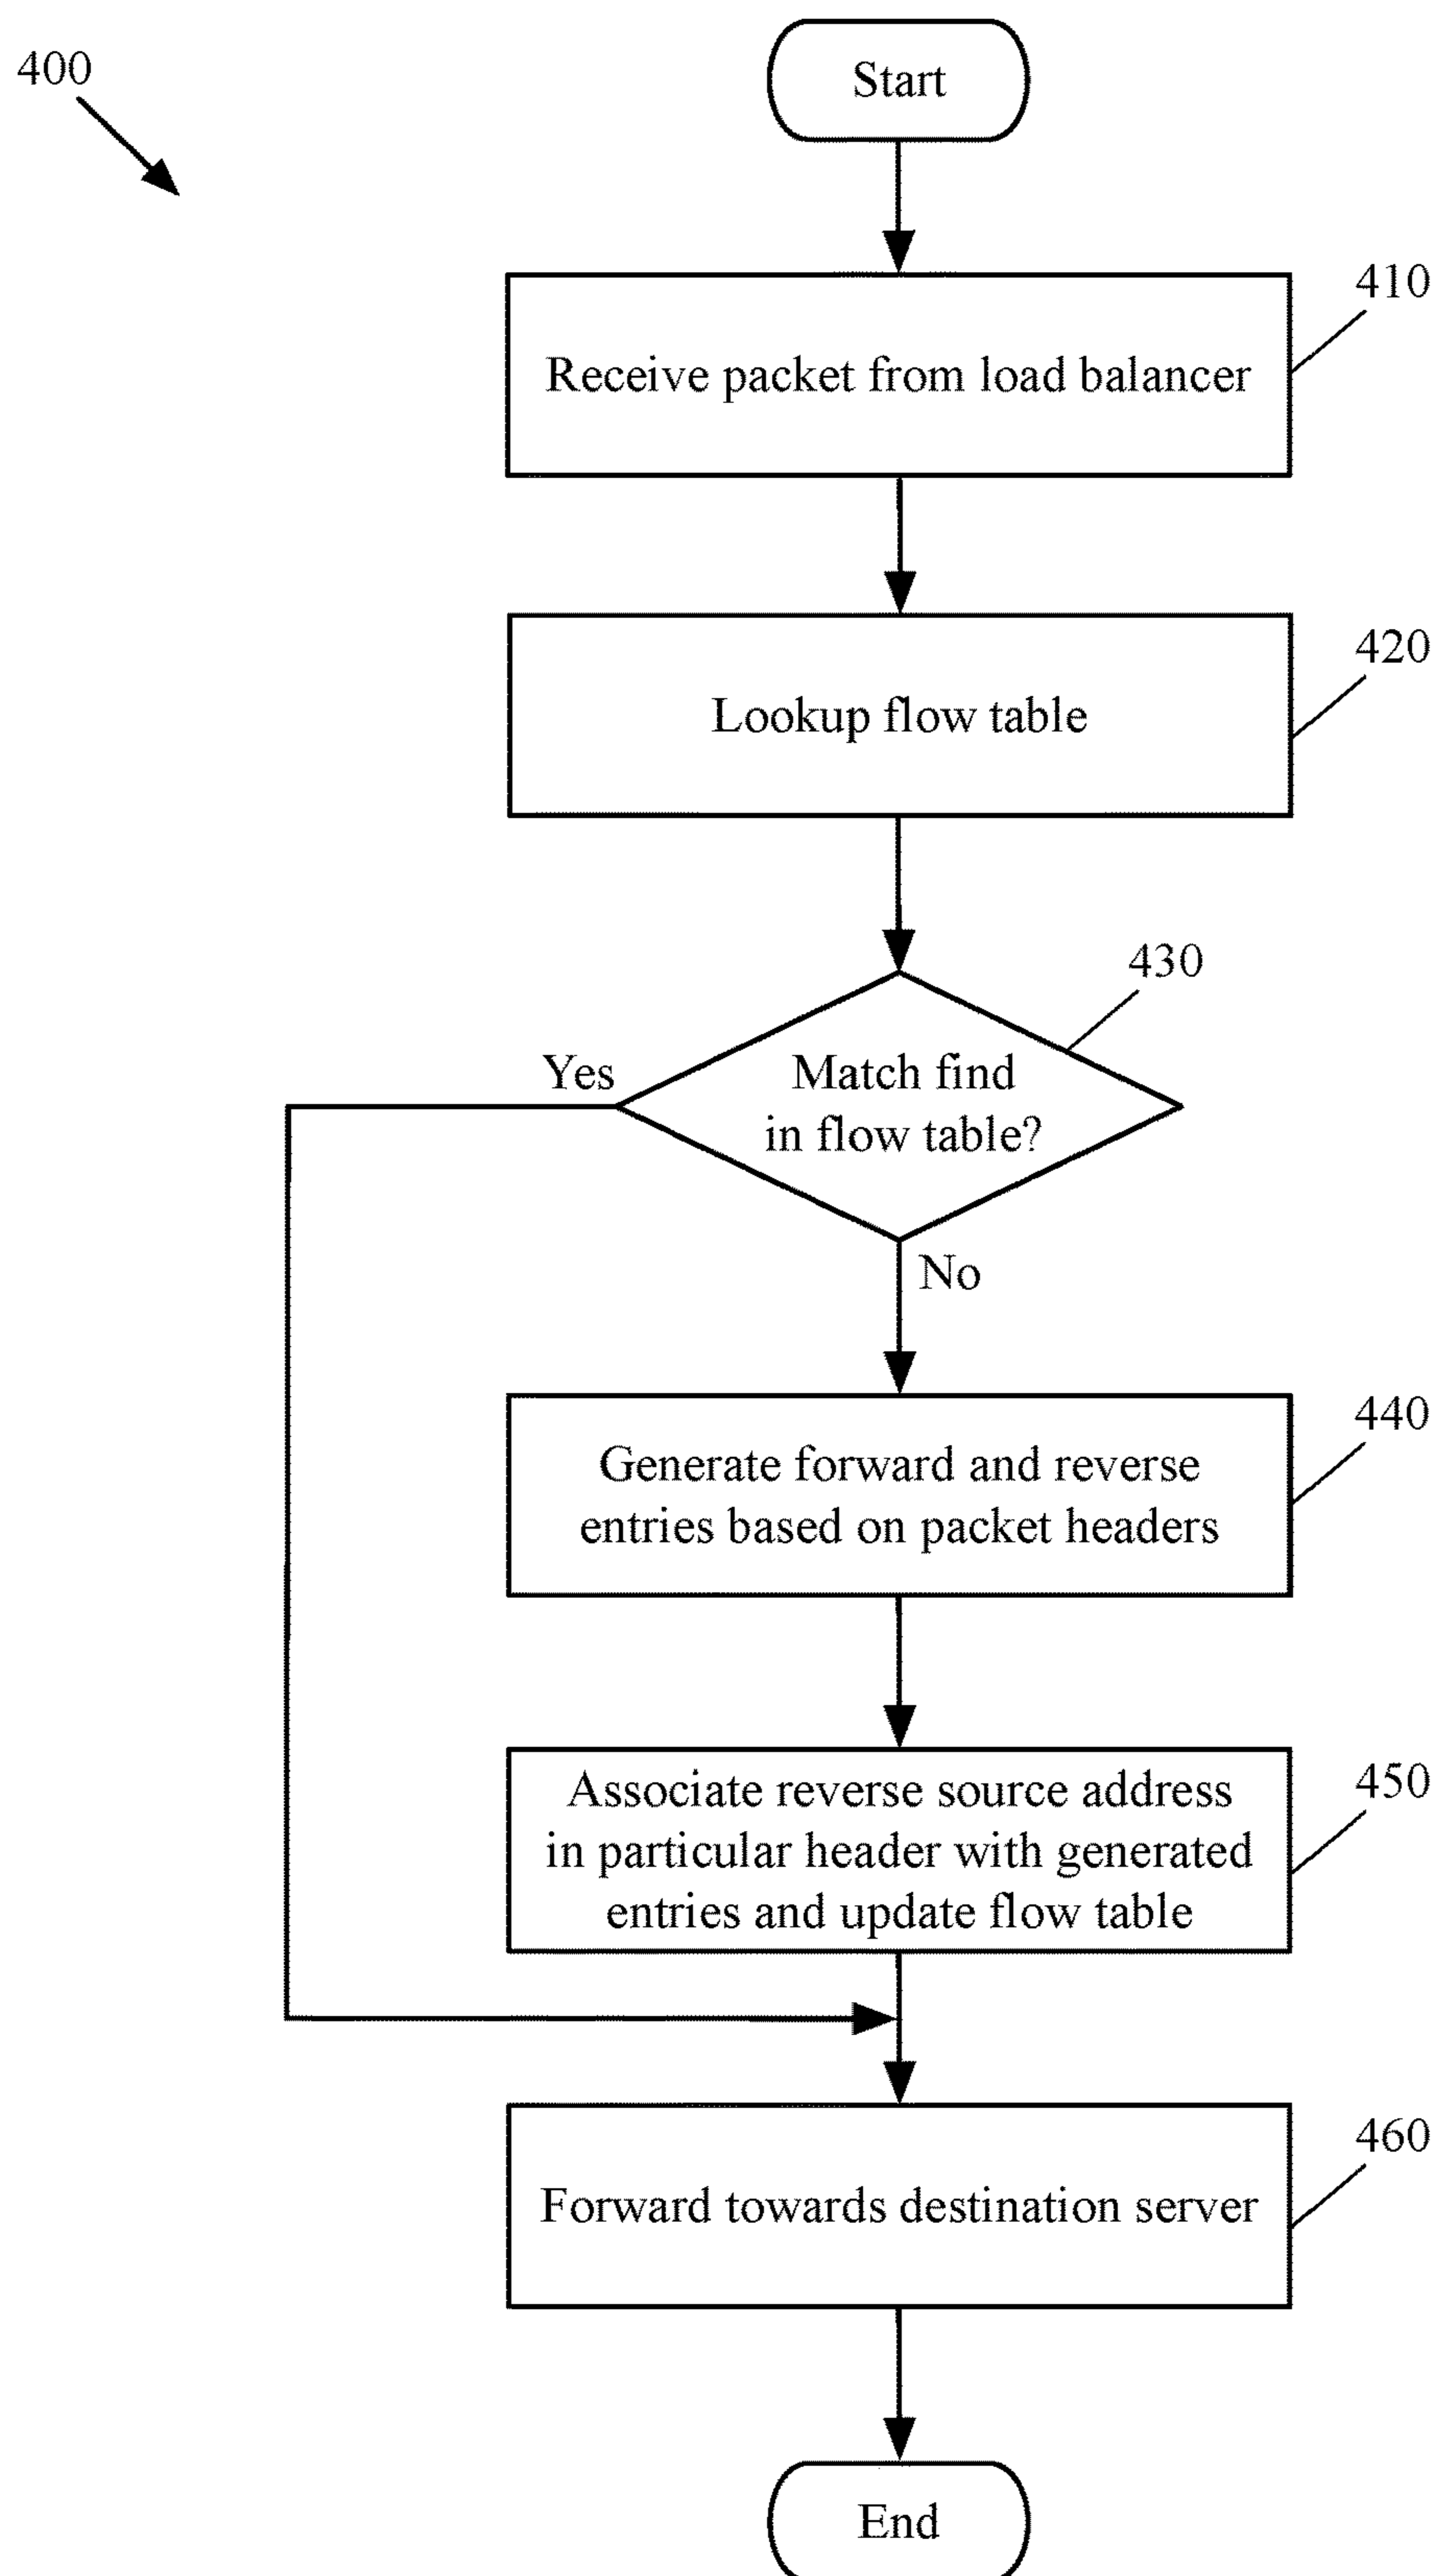 400
Start
410
Receive packet from load balancer
420
Lookup flow table
430
Yes
Match find
in flow table?
No
440
Generate forward and reverse
entries based on packet headers
450
Associate reverse source address
in particular header with generated
entries and update flow table
460
Forward towards destination server
End